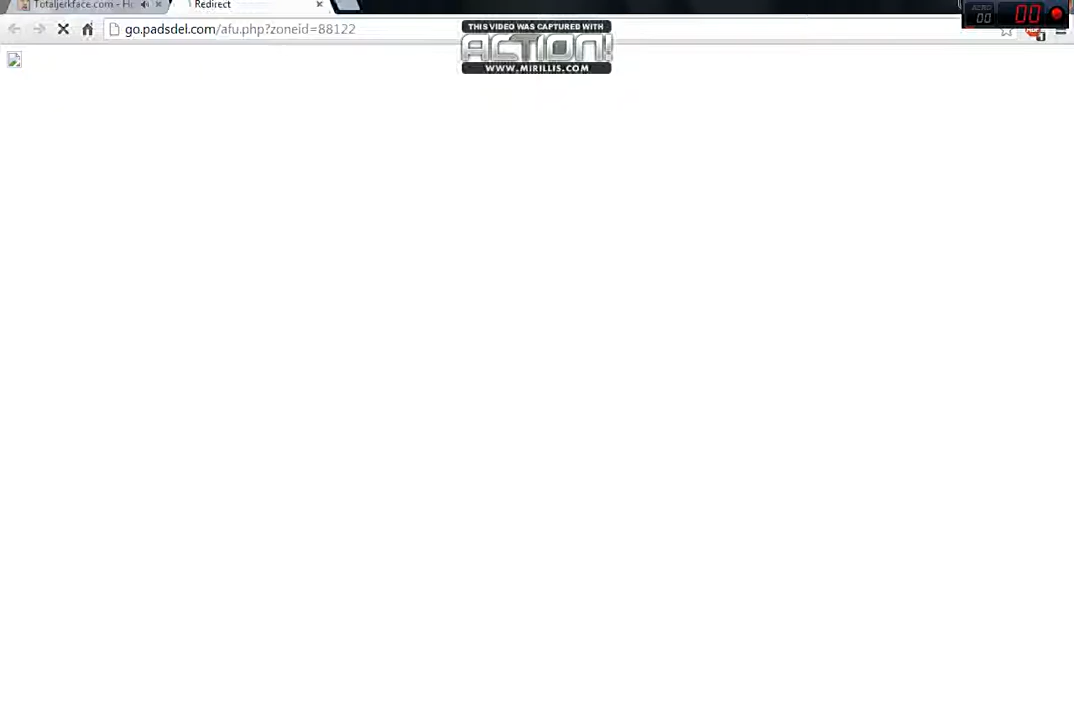 Totaljerkface.com - Ho
Redirect
go.padsdel.com/afu.php?zoneid=88122
THIS VIDEO WAS CAPTURED WITH
ACTION!
WWW.MIRILLIS.COM
00
00
1